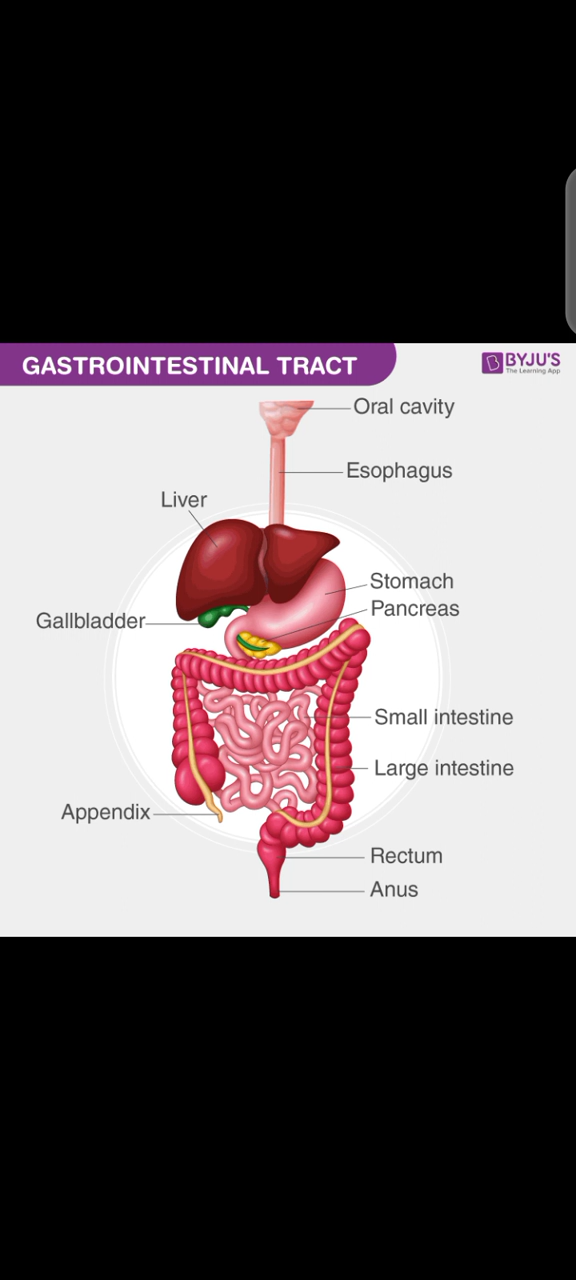 GASTROINTESTINAL TRACT
BYJU'S
The Learning App
Oral cavity
Esophagus
Liver
Stomach
Pancreas
Gallbladder
Small intestine
Large intestine
Appendix
Rectum
Anus